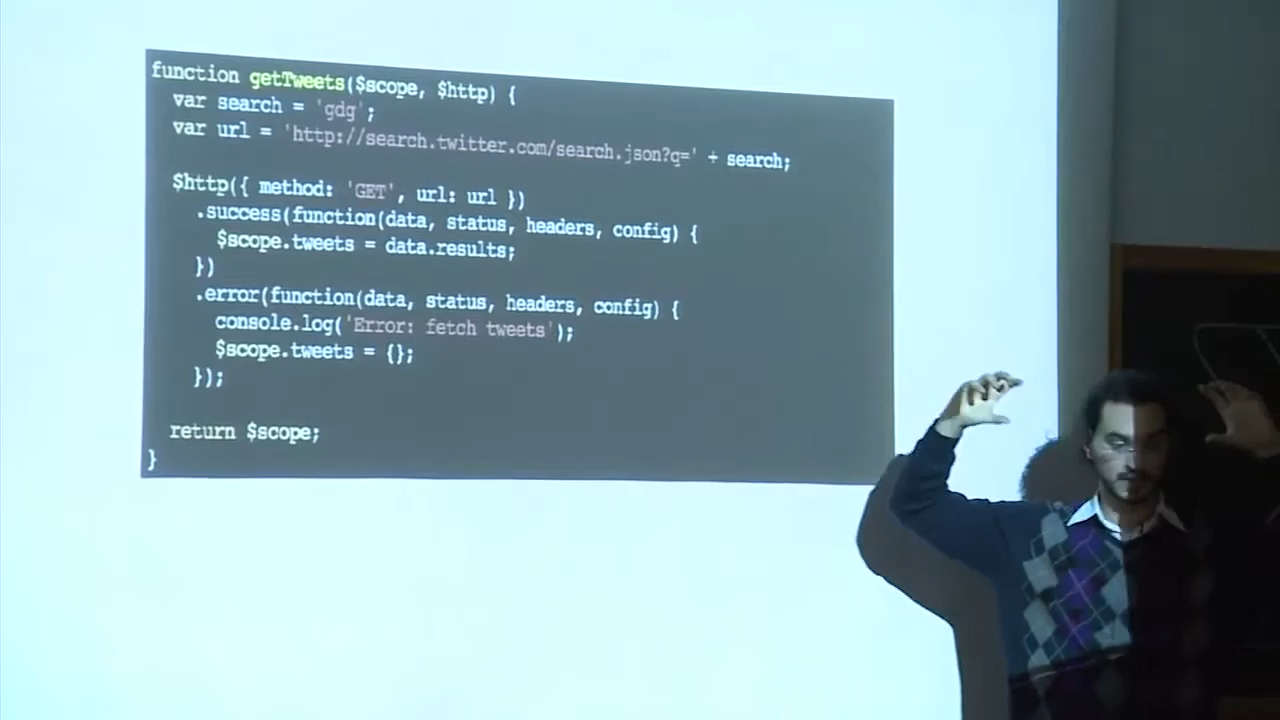 function getTweets($scope, $http) {
var search = 'gdg';
var url = 'http://search.twitter.com/search.json?q=' + search;
$http({ method: 'GET', url: url })
.success(function(data, status, headers, config) {
$scope.tweets = data.results;
})
.error(function(data, status, headers, config) {
console.log('Error: fetch tweets');
$scope.tweets = {};
});
return $scope;
}